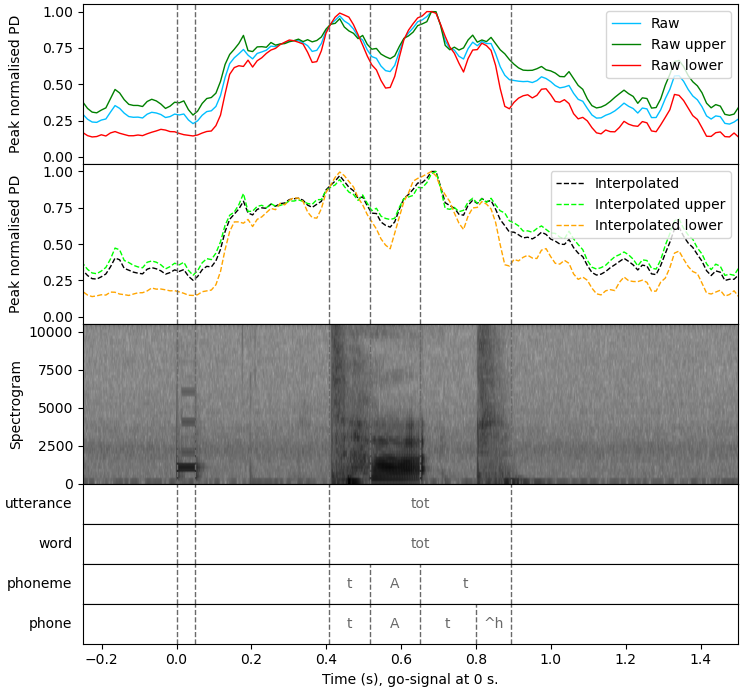 Peak normalised PD
1.00
0.75
0.50
0.25
0.00
Raw
Raw upper
Raw lower
Peak normalised PD
1.00
0.75
0.50
0.25
0.00
Interpolated
Interpolated upper
Interpolated lower
Spectrogram
10000
7500
5000
2500
0
utterance tot
word tot
phoneme t A t
phone t A t ^h
−0.2 0.0 0.2 0.4 0.6 0.8 1.0 1.2 1.4
Time (s), go-signal at 0 s.